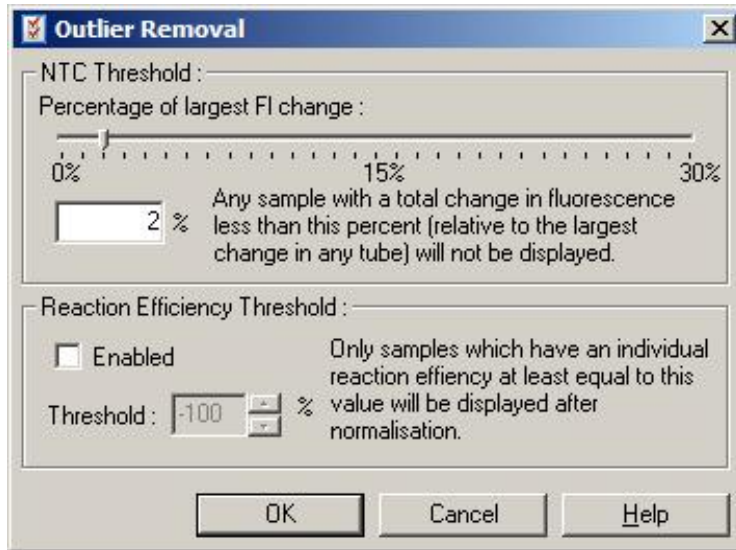 Outlier Removal
NTC Threshold :
Percentage of largest Fl change :
0% 15% 30%
2 %
Any sample with a total change in fluorescence
less than this percent (relative to the largest
change in any tube) will not be displayed.
Reaction Efficiency Threshold :
Enabled
Threshold : -100 %
Only samples which have an individual
reaction effiency at least equal to this
value will be displayed after
normalisation.
OK Cancel Help